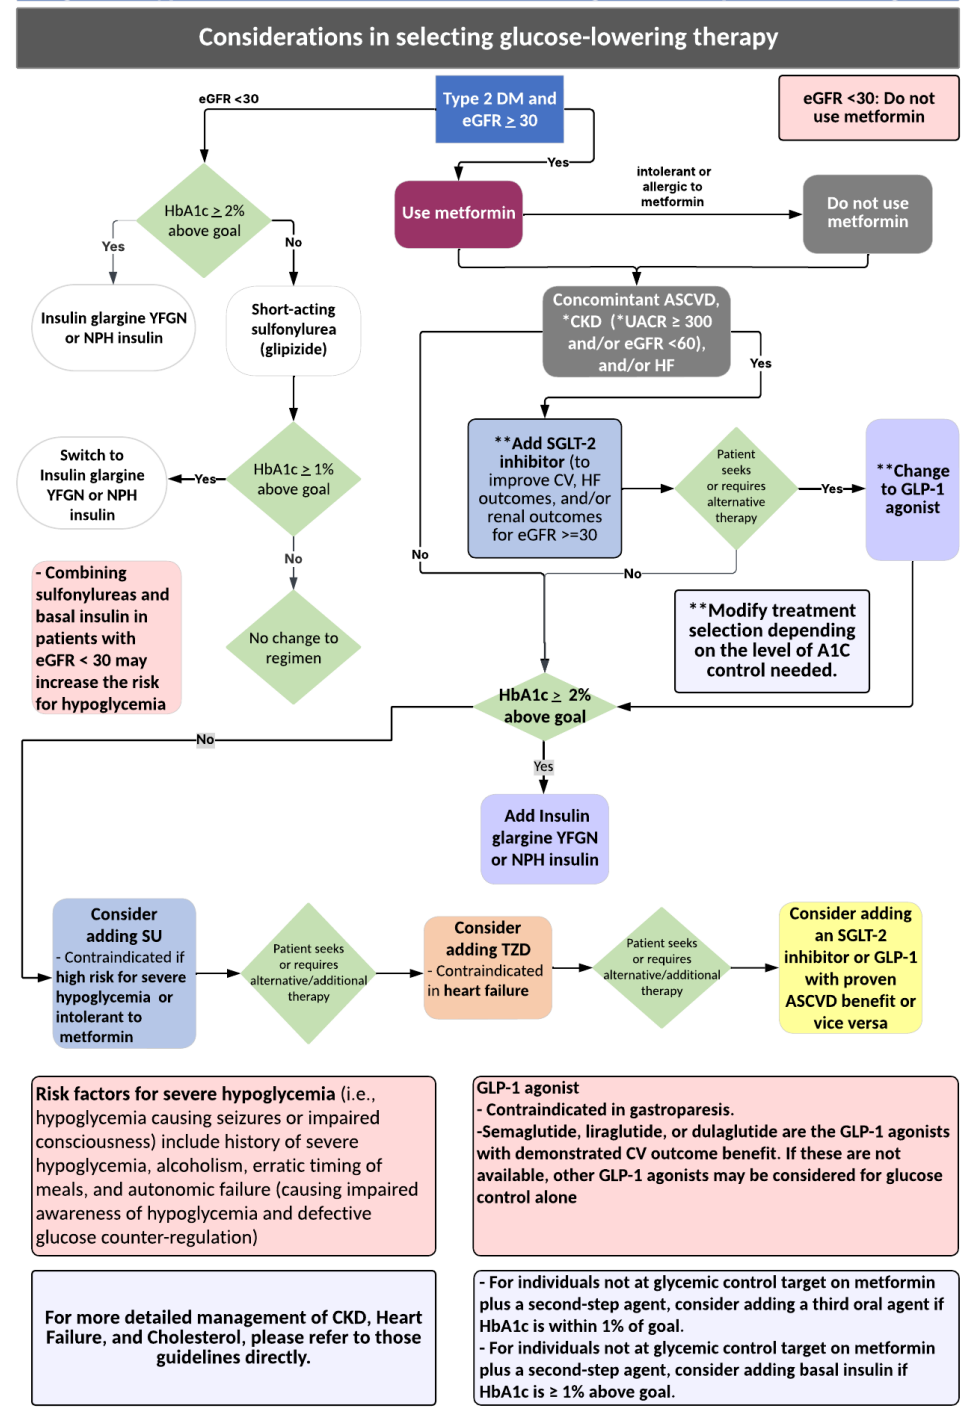 Considerations in selecting glucose-lowering therapy
eGFR <30
Type 2 DM and
eGFR ≥ 30
eGFR <30: Do not
use metformin
Yes
intolerant or
allergic to
metformin
Use metformin
Do not use
metformin
HbA1c ≥ 2%
above goal
Yes
No
Insulin glargine YFGN
or NPH insulin
Short-acting
sulfonylurea
(glipizide)
Concomintant ASCVD,
*CKD (*UACR ≥ 300
and/or eGFR <60),
and/or HF
Yes
**Add SGLT-2
inhibitor (to
improve CV, HF
outcomes, and/or
renal outcomes
for eGFR >=30
Patient
seeks
or requires
alternative
therapy
Yes
**Change
to GLP-1
agonist
Switch to
Insulin glargine
YFGN or NPH
insulin
Yes
HbA1c ≥ 1%
above goal
No
No
No
- Combining
sulfonylureas and
basal insulin in
patients with
eGFR < 30 may
increase the risk
for hypoglycemia
No change to
regimen
**Modify treatment
selection depending
on the level of A1C
control needed.
HbA1c ≥ 2%
above goal
No
Yes
Add Insulin
glargine YFGN
or NPH insulin
Consider
adding SU
- Contraindicated if
high risk for severe
hypoglycemia or
intolerant to
metformin
Patient seeks
or requires
alternative/additional
therapy
Consider
adding TZD
- Contraindicated
in heart failure
Patient seeks
or requires
alternative/additional
therapy
Consider adding
an SGLT-2
inhibitor or GLP-1
with proven
ASCVD benefit or
vice versa
Risk factors for severe hypoglycemia (i.e.,
hypoglycemia causing seizures or impaired
consciousness) include history of severe
hypoglycemia, alcoholism, erratic timing of
meals, and autonomic failure (causing impaired
awareness of hypoglycemia and defective
glucose counter-regulation)
GLP-1 agonist
- Contraindicated in gastroparesis.
-Semaglutide, liraglutide, or dulaglutide are the GLP-1 agonists
with demonstrated CV outcome benefit. If these are not
available, other GLP-1 agonists may be considered for glucose
control alone
For more detailed management of CKD, Heart
Failure, and Cholesterol, please refer to those
guidelines directly.
- For individuals not at glycemic control target on metformin
plus a second-step agent, consider adding a third oral agent if
HbA1c is within 1% of goal.
- For individuals not at glycemic control target on metformin
plus a second-step agent, consider adding basal insulin if
HbA1c is ≥ 1% above goal.